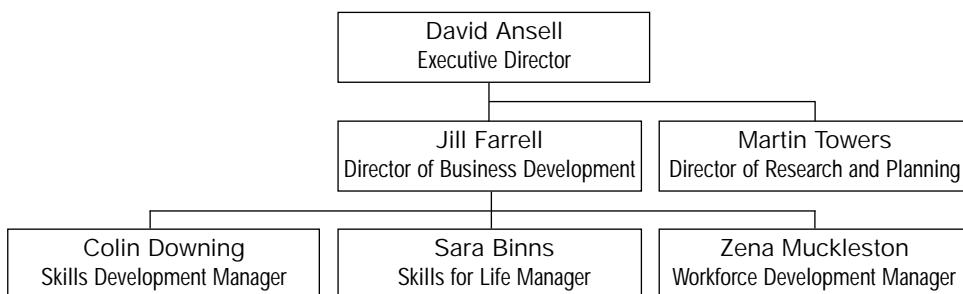 David Ansell
Executive Director
Jill Farrell
Director of Business Development
Martin Towers
Director of Research and Planning
Colin Downing
Skills Development Manager
Sara Binns
Skills for Life Manager
Zena Muckleston
Workforce Development Manager